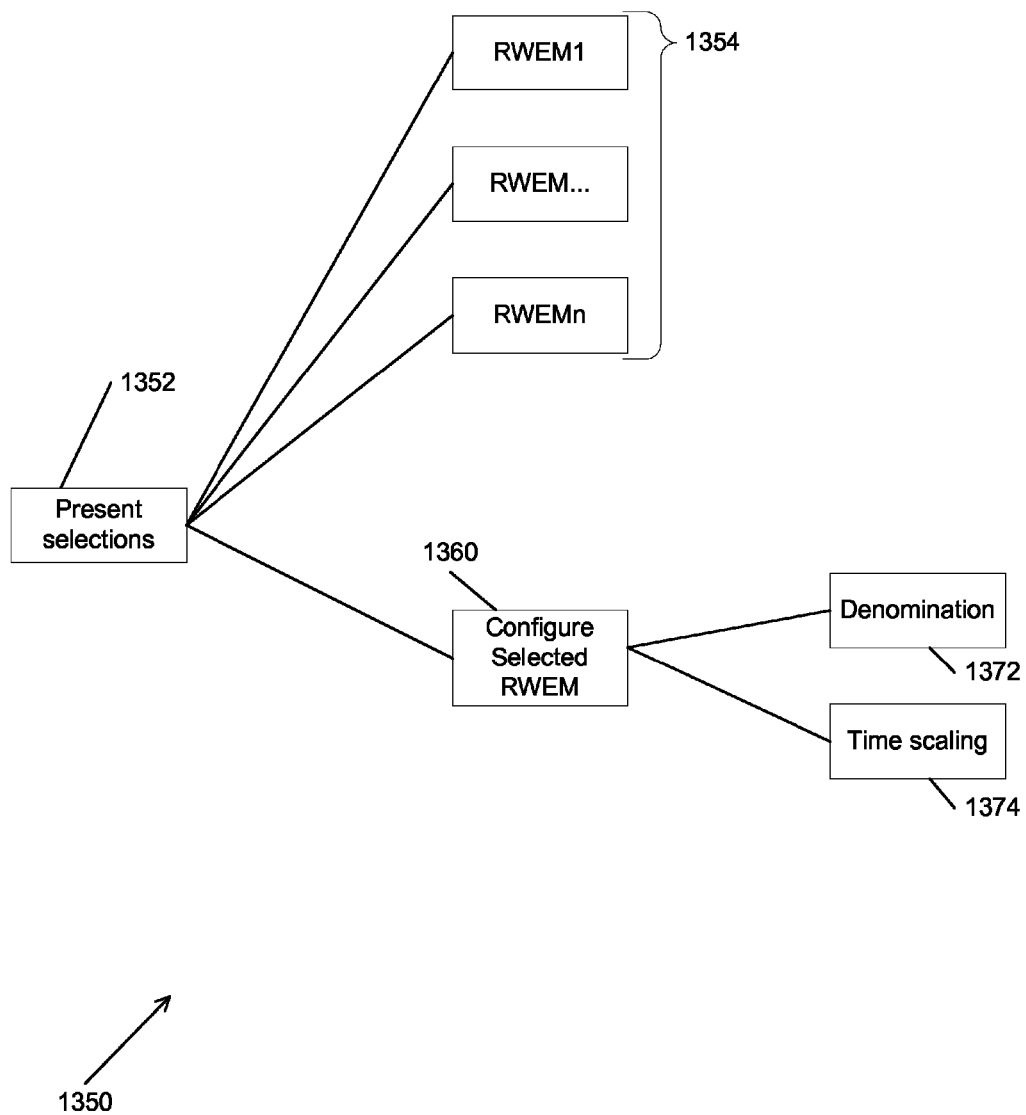 RWEM1
1354
RWEM...
RWEMn
1352
Present
selections
1360
Configure
Selected
RWEM
Denomination
1372
Time scaling
1374
1350